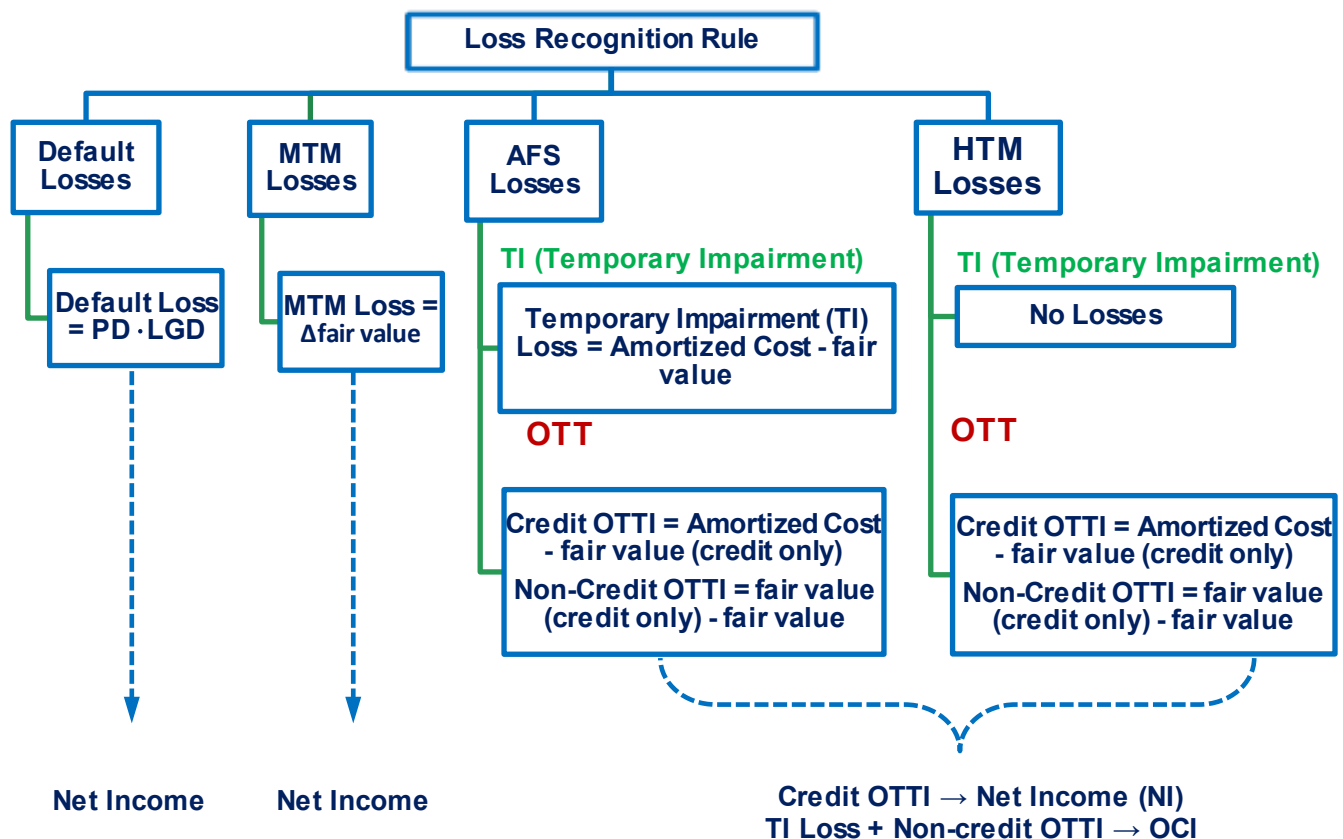 Loss Recognition Rule
Default
Losses
MTM
Losses
AFS
Losses
HTM
Losses
Default Loss
= PD · LGD
MTM Loss =
Δfair value
TI (Temporary Impairment)
Temporary Impairment (TI)
Loss = Amortized Cost - fair
value
OTT
Credit OTTI = Amortized Cost
- fair value (credit only)
Non-Credit OTTI = fair value
(credit only) - fair value
TI (Temporary Impairment)
No Losses
OTT
Credit OTTI = Amortized Cost
- fair value (credit only)
Non-Credit OTTI = fair value
(credit only) - fair value
Net Income
Net Income
Credit OTTI → Net Income (NI)
TI Loss + Non-credit OTTI → OCI